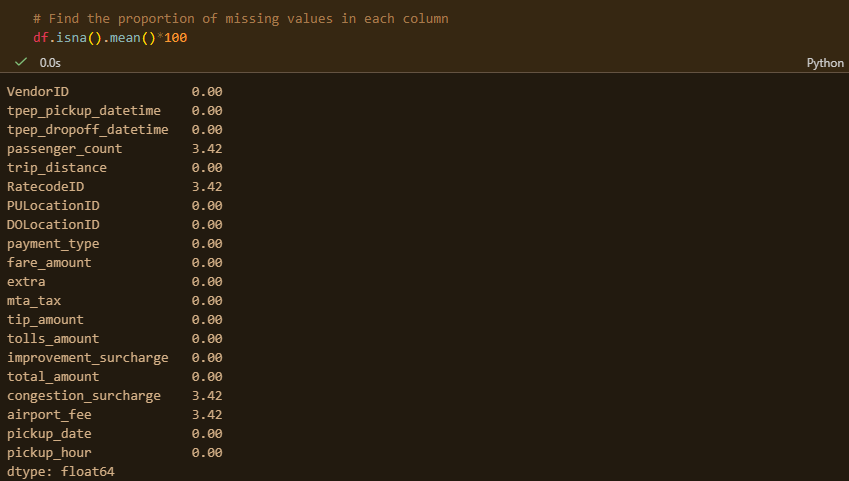 # Find the proportion of missing values in each column
df.isna().mean()*100
0.0s
Python
VendorID 0.00
tpep_pickup_datetime 0.00
tpep_dropoff_datetime 0.00
passenger_count 3.42
trip_distance 0.00
RatecodeID 3.42
PULocationID 0.00
DOLocationID 0.00
payment_type 0.00
fare_amount 0.00
extra 0.00
mta_tax 0.00
tip_amount 0.00
tolls_amount 0.00
improvement_surcharge 0.00
total_amount 0.00
congestion_surcharge 3.42
airport_fee 3.42
pickup_date 0.00
pickup_hour 0.00
dtype: float64